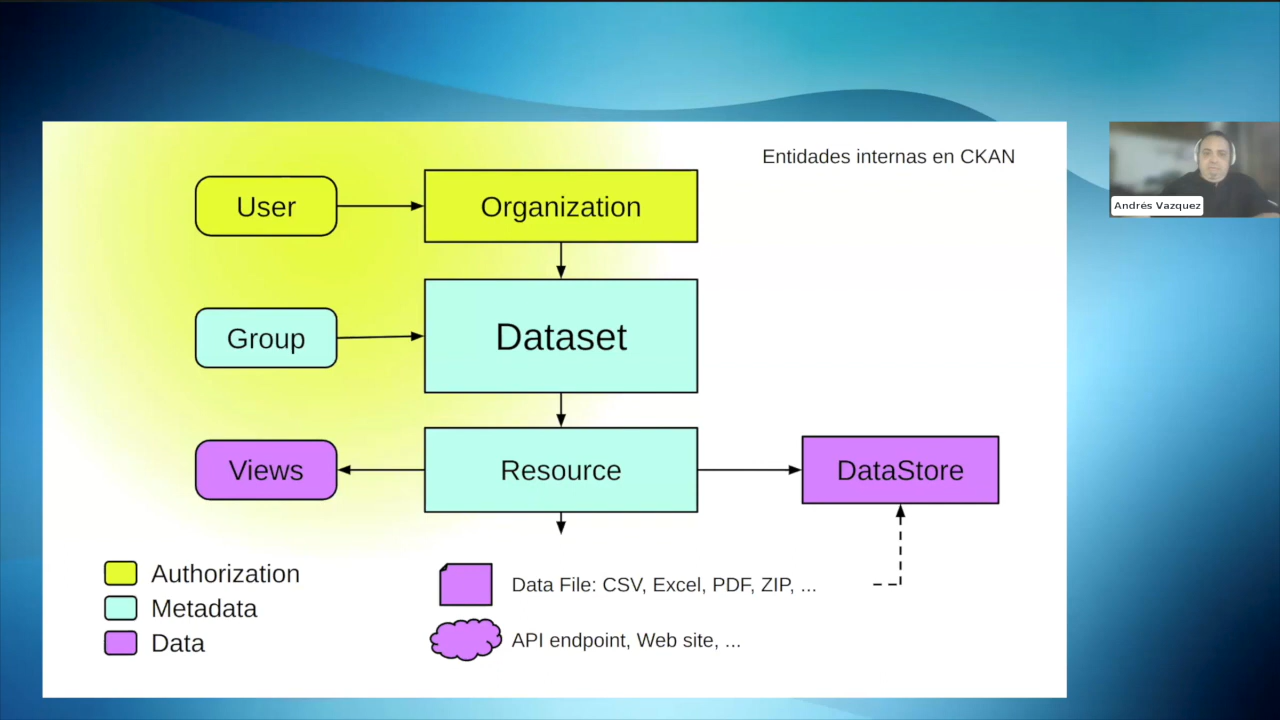 Entidades internas en CKAN
User
Organization
Andrés Vazquez
Group
Dataset
Views
Resource
DataStore
Authorization
Metadata
Data
Data File: CSV, Excel, PDF, ZIP, ...
API endpoint, Web site, ...